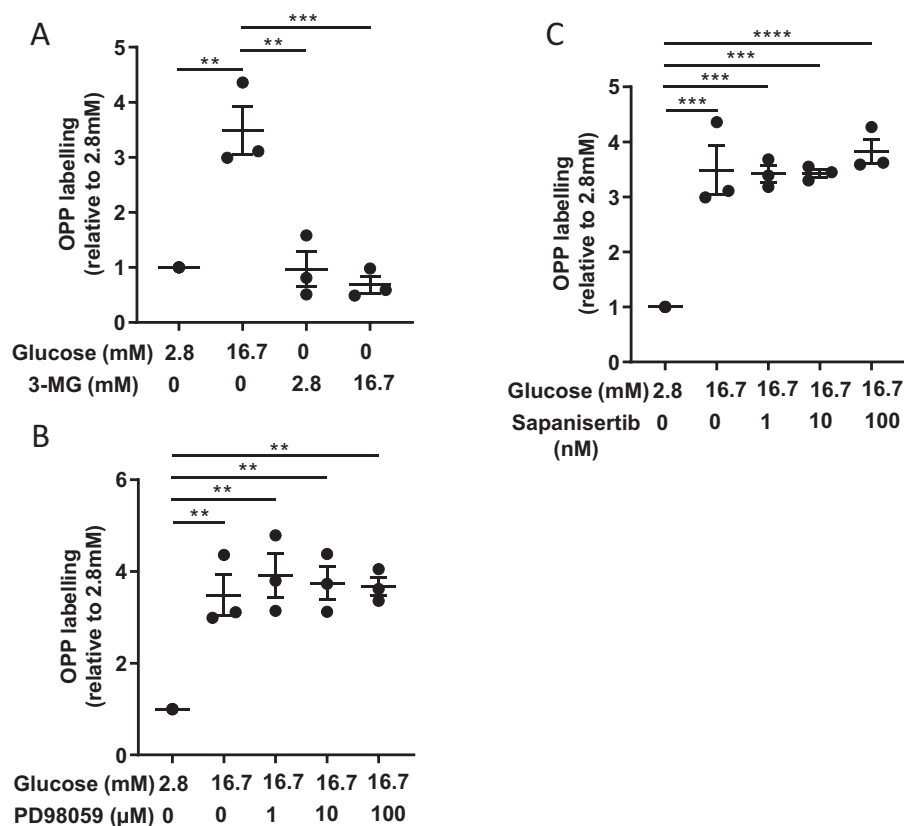 A
***
**
**
5
4
3
2
1
0
OPP labelling
(relative to 2.8mM)
Glucose (mM) 2.8 16.7 0 0
3-MG (mM) 0 0 2.8 16.7
B
**
**
**
**
6
4
2
0
OPP labelling
(relative to 2.8mM)
Glucose (mM) 2.8 16.7 16.7 16.7 16.7
PD98059 (µM) 0 0 1 10 100
C
****
***
***
***
5
4
3
2
1
0
OPP labelling
(relative to 2.8mM)
Glucose (mM) 2.8 16.7 16.7 16.7 16.7
Sapanisertib 0 0 1 10 100
(nM)